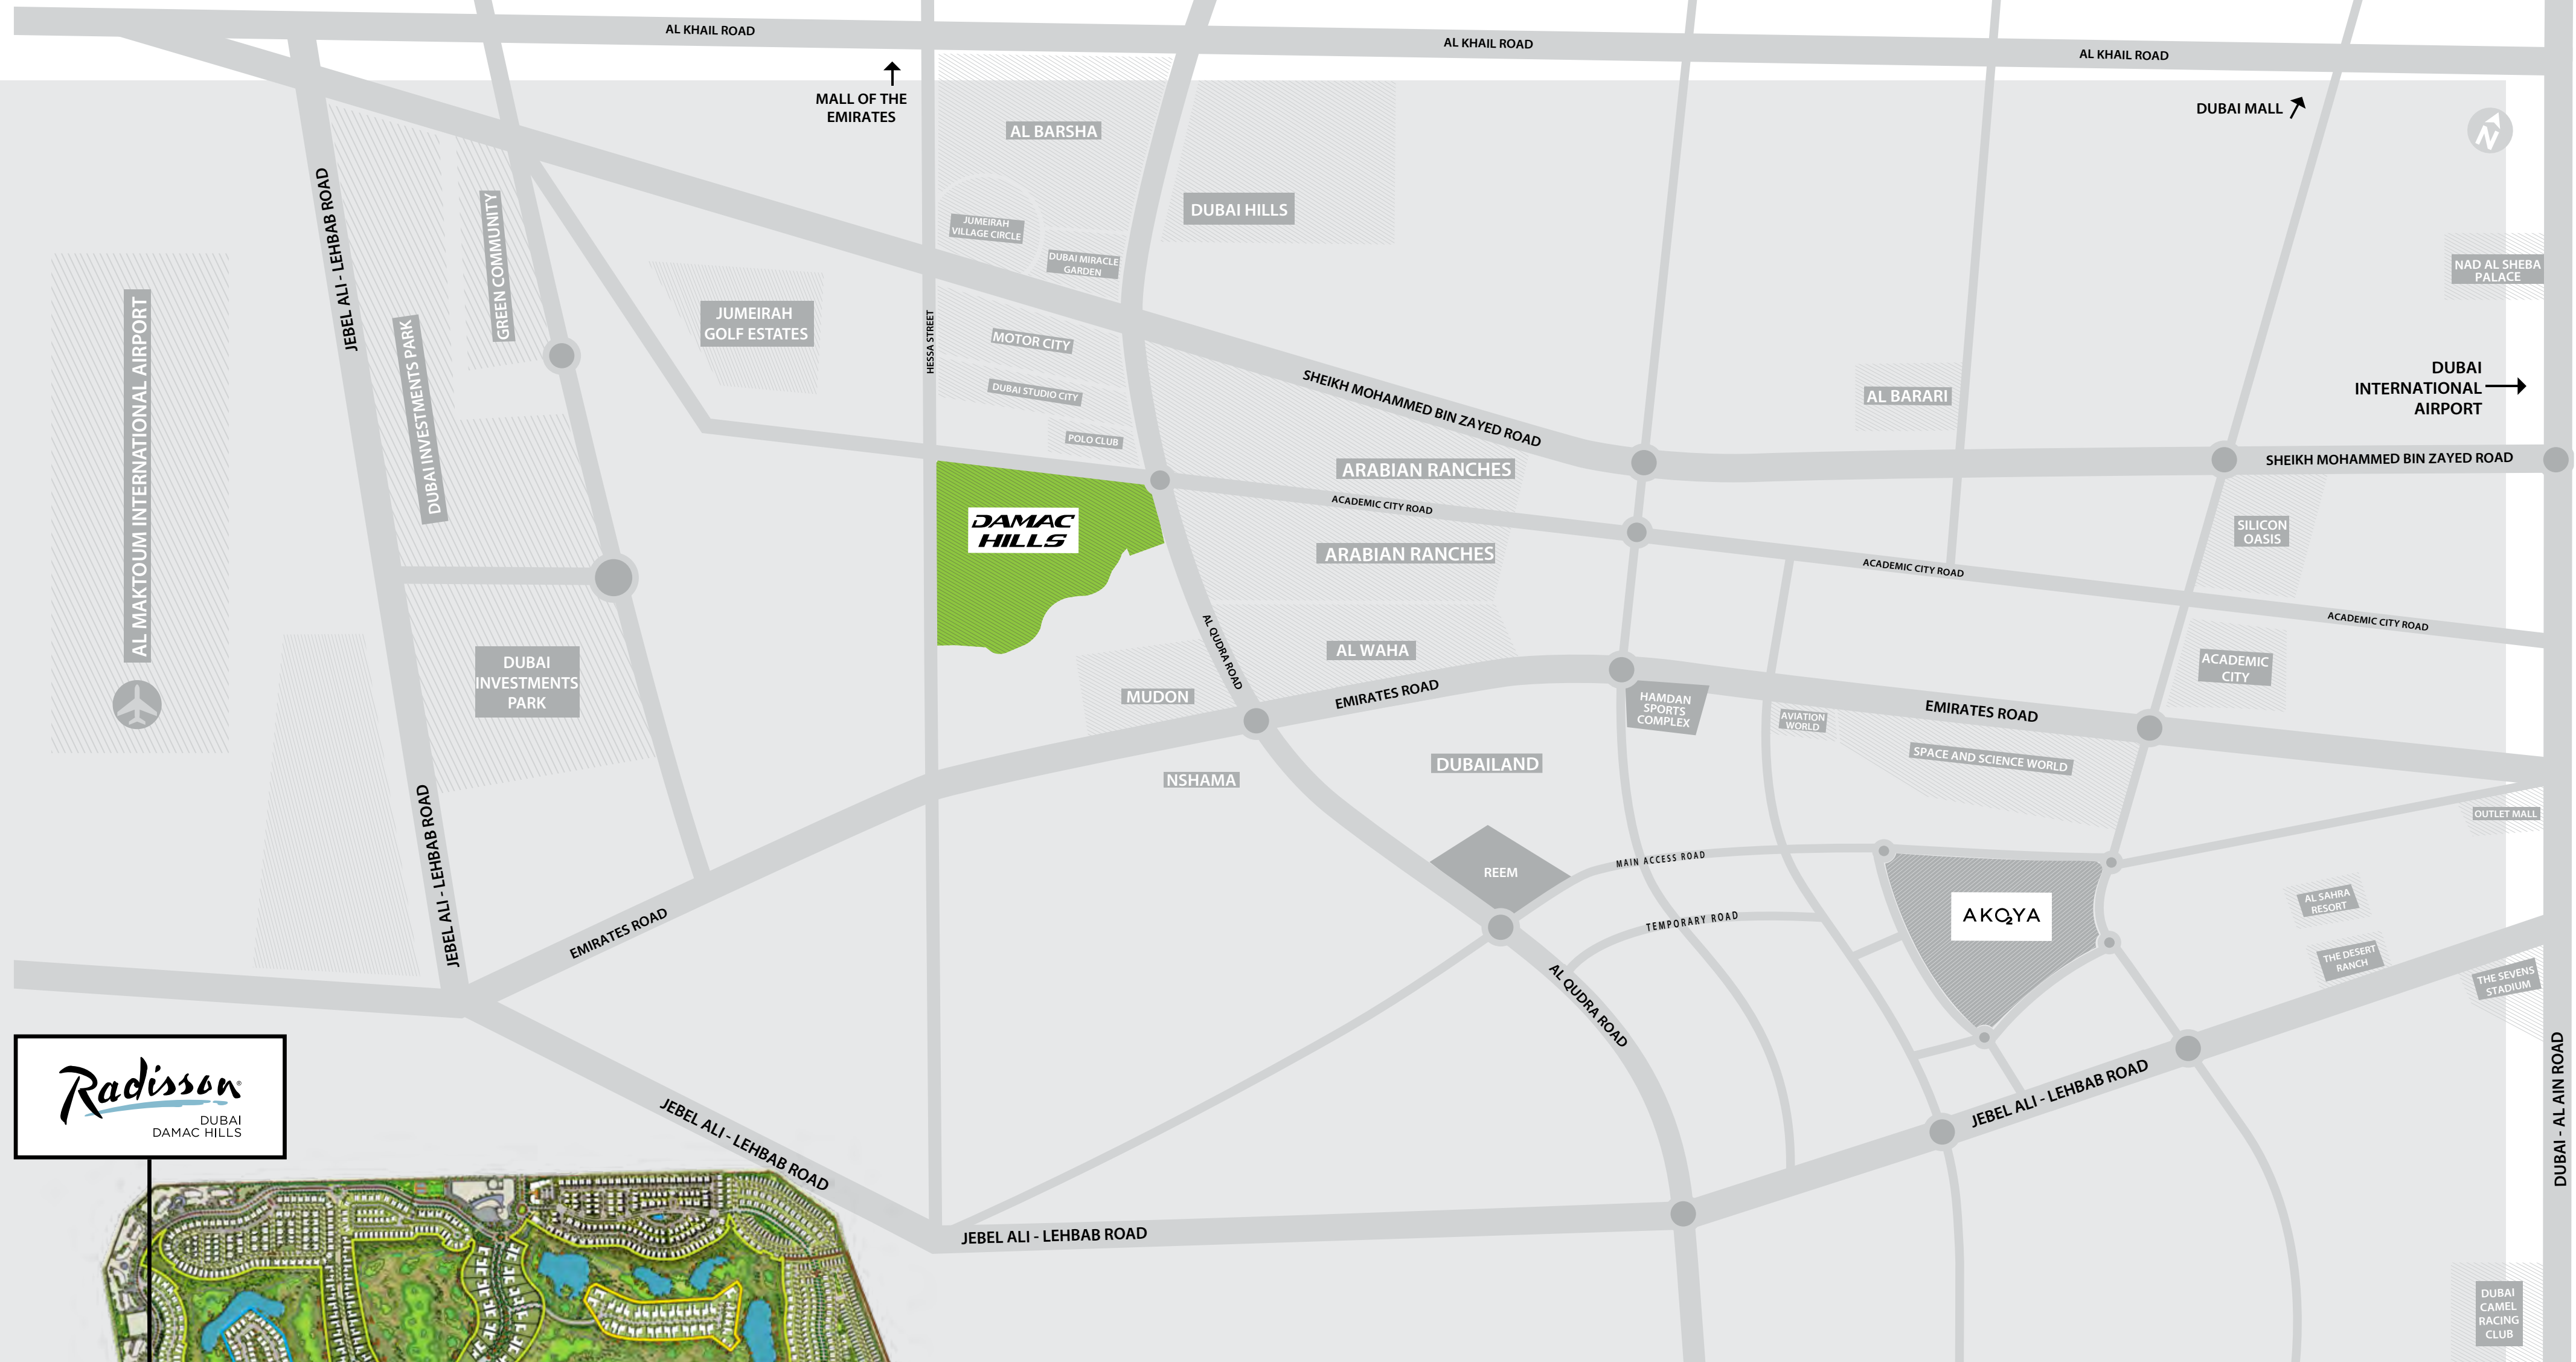 AL KHAIL ROAD
AL KHAIL ROAD
AL KHAIL ROAD
MALL OF THE
EMIRATES
DUBAI MALL
N
AL BARSHA
DUBAI HILLS
JUMEIRAH
VILLAGE CIRCLE
DUBAI MIRACLE
GARDEN
JEBEL ALI - LEHBAB ROAD
GREEN COMMUNITY
DUBAI INVESTMENTS PARK
AL MAKTOUM INTERNATIONAL AIRPORT
JUMEIRAH
GOLF ESTATES
HESSA STREET
MOTOR CITY
DUBAI STUDIO CITY
POLO CLUB
SHEIKH MOHAMMED BIN ZAYED ROAD
NAD AL SHEBA
PALACE
DUBAI
INTERNATIONAL
AIRPORT
AL BARARI
SHEIKH MOHAMMED BIN ZAYED ROAD
ARABIAN RANCHES
ACADEMIC CITY ROAD
ARABIAN RANCHES
DAMAC
HILLS
SILICON
OASIS
ACADEMIC CITY ROAD
ACADEMIC CITY ROAD
AL QUDRA ROAD
AL WAHA
ACADEMIC
CITY
DUBAI
INVESTMENTS
PARK
MUDON
EMIRATES ROAD
HAMDAN
SPORTS
COMPLEX
AVIATION
WORLD
EMIRATES ROAD
SPACE AND SCIENCE WORLD
NSHAMA
DUBAILAND
OUTLET MALL
JEBEL ALI - LEHBAB ROAD
EMIRATES ROAD
REEM
MAIN ACCESS ROAD
TEMPORARY ROAD
AKO2YA
AL SAHRA
RESORT
THE DESERT
RANCH
THE SEVENS
STADIUM
AL QUDRA ROAD
Radisson®
DUBAI
DAMAC HILLS
JEBEL ALI - LEHBAB ROAD
JEBEL ALI - LEHBAB ROAD
JEBEL ALI - LEHBAB ROAD
DUBAI - AL AIN ROAD
DUBAI
CAMEL
RACING
CLUB